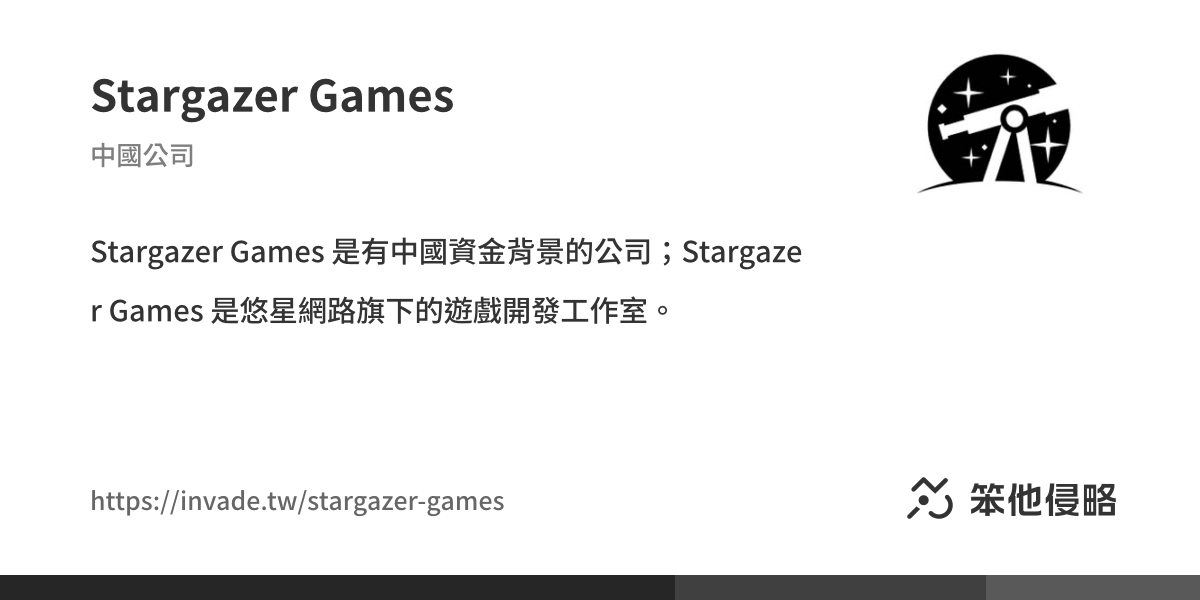 Stargazer Games
中國公司
Stargazer Games 是有中國資金背景的公司；Stargaze
r Games 是悠星網路旗下的遊戲開發工作室。
https://invade.tw/stargazer-games
笨他侵略